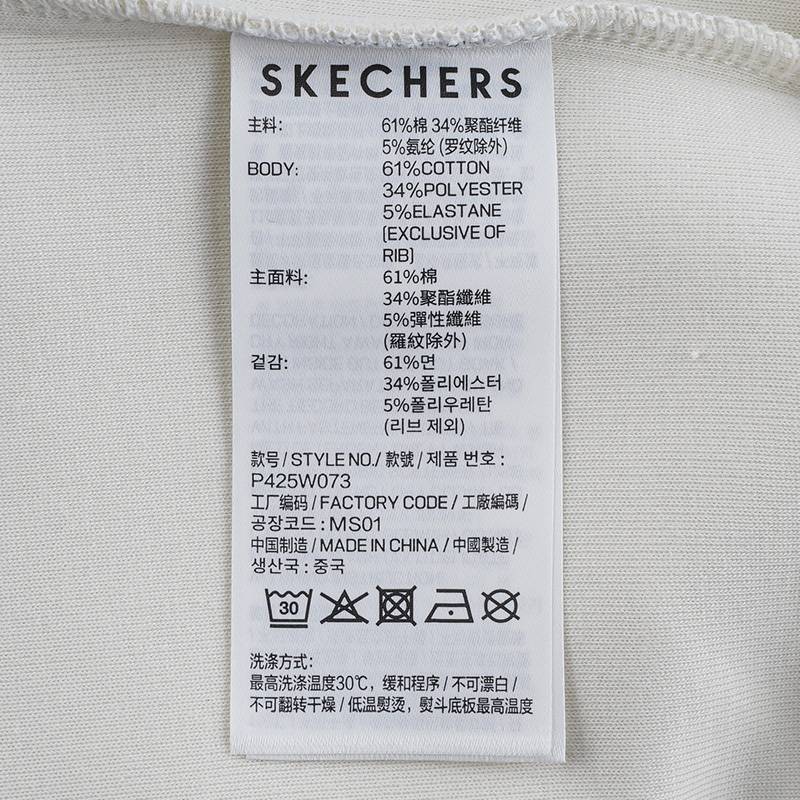 SKECHERS
主料: 61%棉 34%聚酯纤维
5%氨纶 (罗纹除外)
BODY: 61%COTTON
34%POLYESTER
5%ELASTANE
(EXCLUSIVE OF
RIB)
主面料: 61%棉
34%聚酯纖維
5%彈性纖維
(羅紋除外)
겉감: 61%면
34%폴리에스터
5%폴리우레탄
(리브 제외)
款号 / STYLE NO./ 款號 / 제품 번호 :
P425W073
工厂编码 / FACTORY CODE / 工廠編碼 /
공장코드 : MS01
中国制造 / MADE IN CHINA / 中國製造 /
생산국 : 중국
30
洗涤方式:
最高洗涤温度30℃，缓和程序 / 不可漂白 /
不可翻转干燥 / 低温熨烫，熨斗底板最高温度